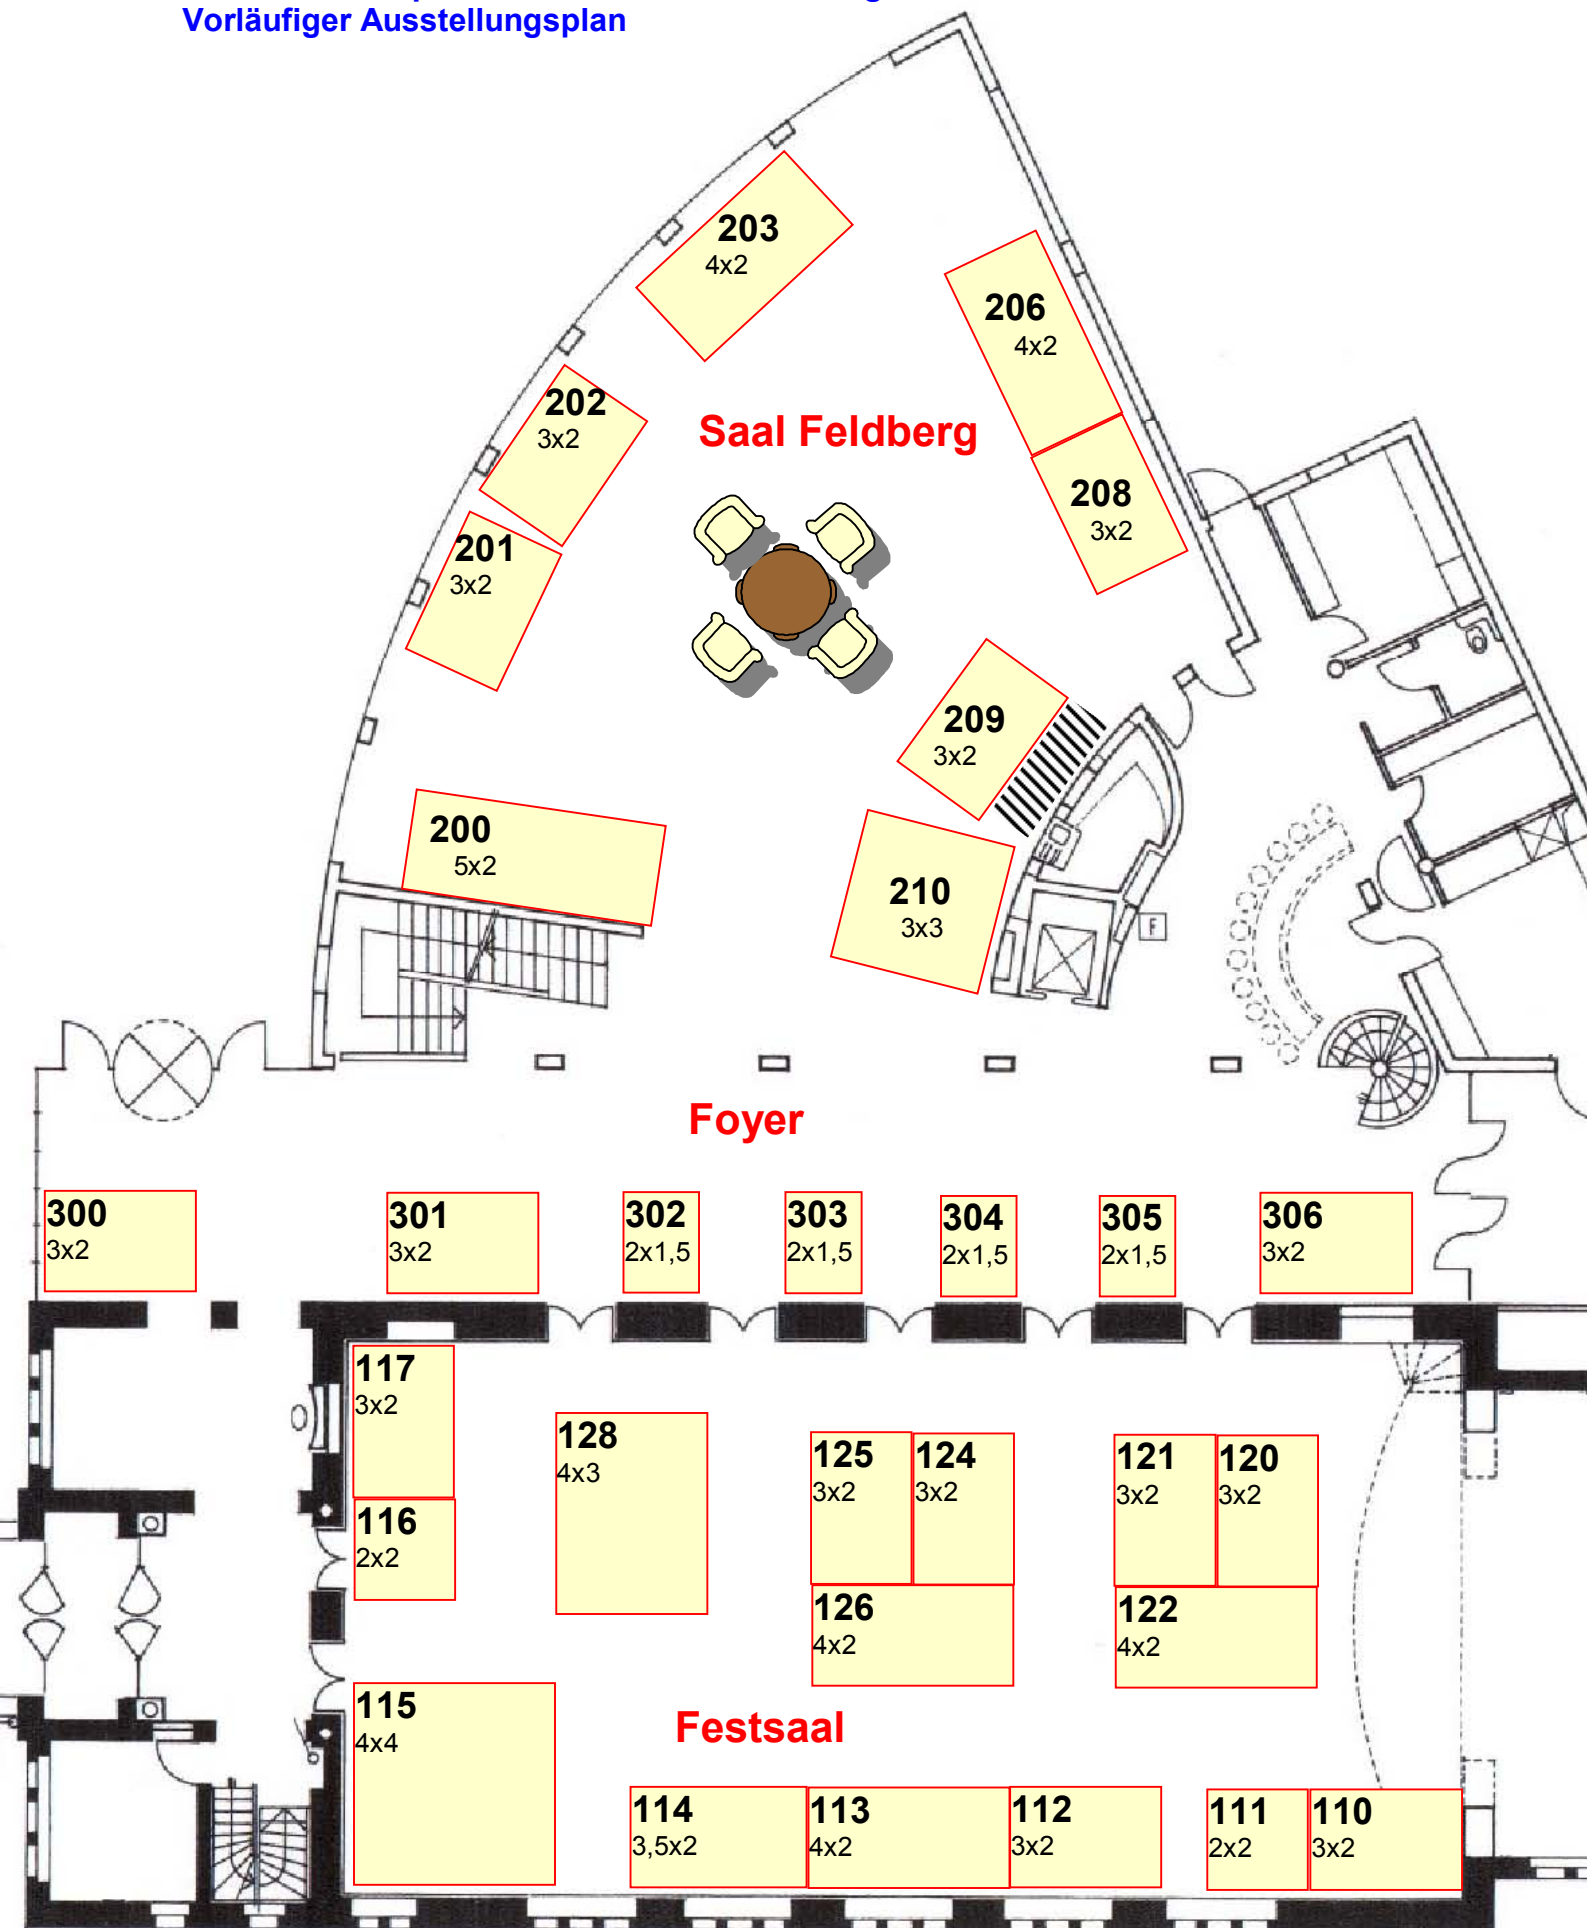 Vorläufiger Ausstellungsplan
203
4x2
206
4x2
202
3x2
Saal Feldberg
208
3x2
201
3x2
209
3x2
200
5x2
210
3x3
F
Foyer
300
3x2
301
3x2
302
2x1,5
303
2x1,5
304
2x1,5
305
2x1,5
306
3x2
117
3x2
128
4x3
125
3x2
124
3x2
121
3x2
120
3x2
116
2x2
126
4x2
122
4x2
115
4x4
Festsaal
114
3,5x2
113
4x2
112
3x2
111
2x2
110
3x2